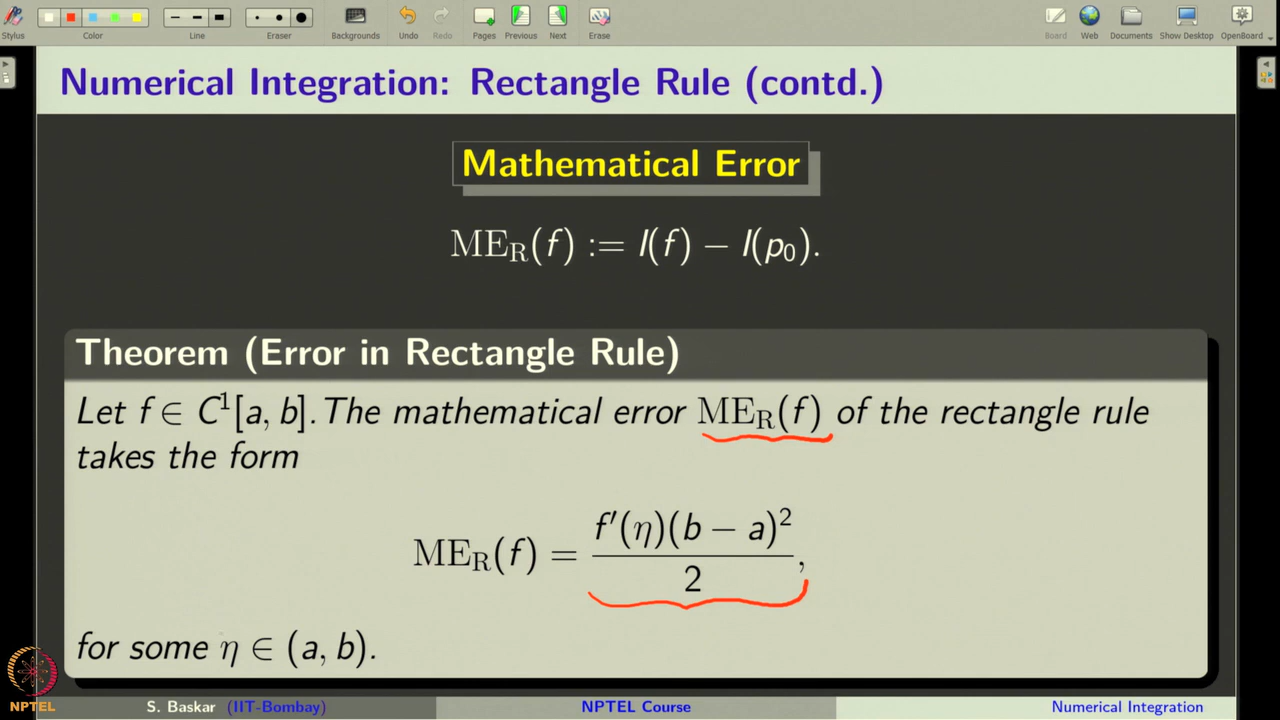 Stylus Color Line Eraser Backgrounds Undo Redo Pages Previous Next Erase Board Web Documents Show Desktop OpenBoard
Numerical Integration: Rectangle Rule (contd.)
Mathematical Error
ME_R(f) := I(f) − I(p₀).
Theorem (Error in Rectangle Rule)
Let f ∈ C¹[a, b]. The mathematical error ME_R(f) of the rectangle rule
takes the form
ME_R(f) = f′(η)(b − a)²/2,
for some η ∈ (a, b).
NPTEL
S. Baskar (IIT-Bombay) NPTEL Course Numerical Integration